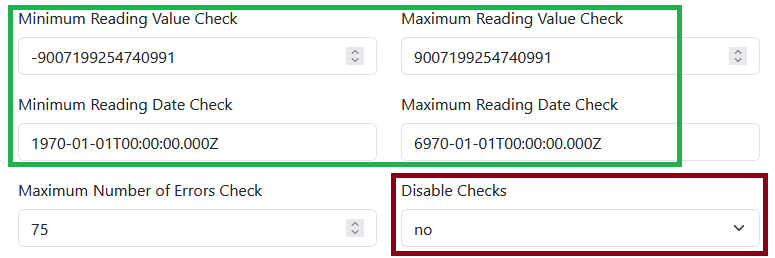 Minimum Reading Value Check
Maximum Reading Value Check
-9007199254740991
9007199254740991
Minimum Reading Date Check
Maximum Reading Date Check
1970-01-01T00:00:00.000Z
6970-01-01T00:00:00.000Z
Maximum Number of Errors Check
Disable Checks
75
no